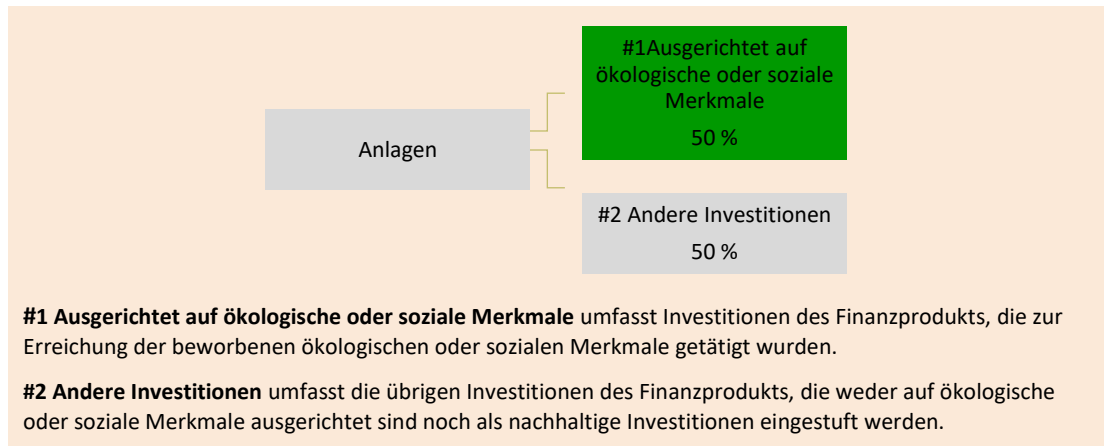 #1Ausgerichtet auf
ökologische oder soziale
Merkmale
50 %
Anlagen
#2 Andere Investitionen
50 %
#1 Ausgerichtet auf ökologische oder soziale Merkmale umfasst Investitionen des Finanzprodukts, die zur
Erreichung der beworbenen ökologischen oder sozialen Merkmale getätigt wurden.
#2 Andere Investitionen umfasst die übrigen Investitionen des Finanzprodukts, die weder auf ökologische
oder soziale Merkmale ausgerichtet sind noch als nachhaltige Investitionen eingestuft werden.